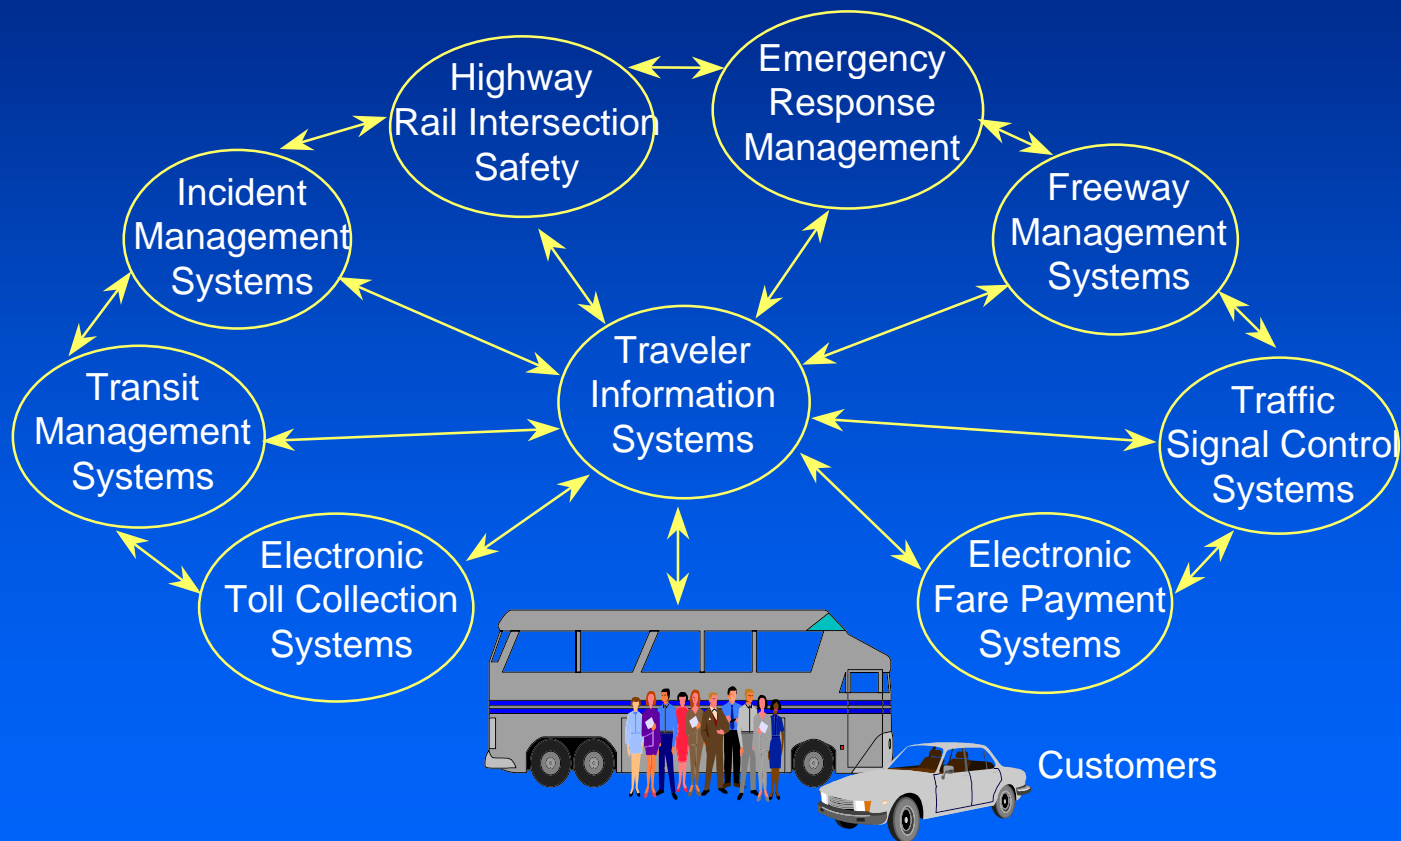 Emergency
Response
Management
Highway
Rail Intersection
Safety
Incident
Management
Systems
Freeway
Management
Systems
Traveler
Information
Systems
Transit
Management
Systems
Traffic
Signal Control
Systems
Electronic
Toll Collection
Systems
Electronic
Fare Payment
Systems
Customers